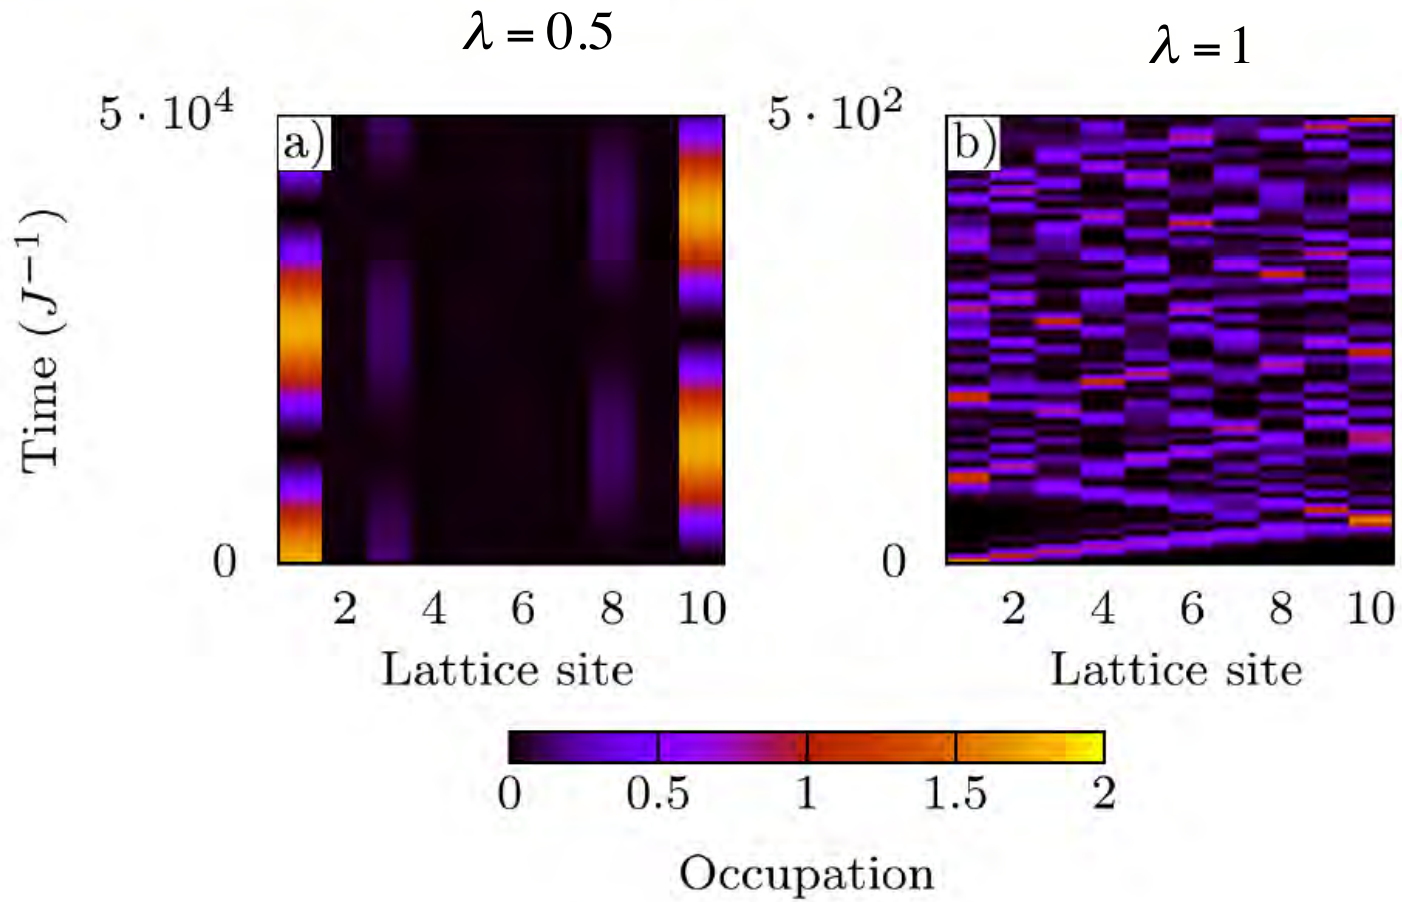 λ = 0.5
λ = 1
5 · 10⁴
5 · 10²
a)
b)
Time (J⁻¹)
0
0
2 4 6 8 10
2 4 6 8 10
Lattice site
Lattice site
0 0.5 1 1.5 2
Occupation